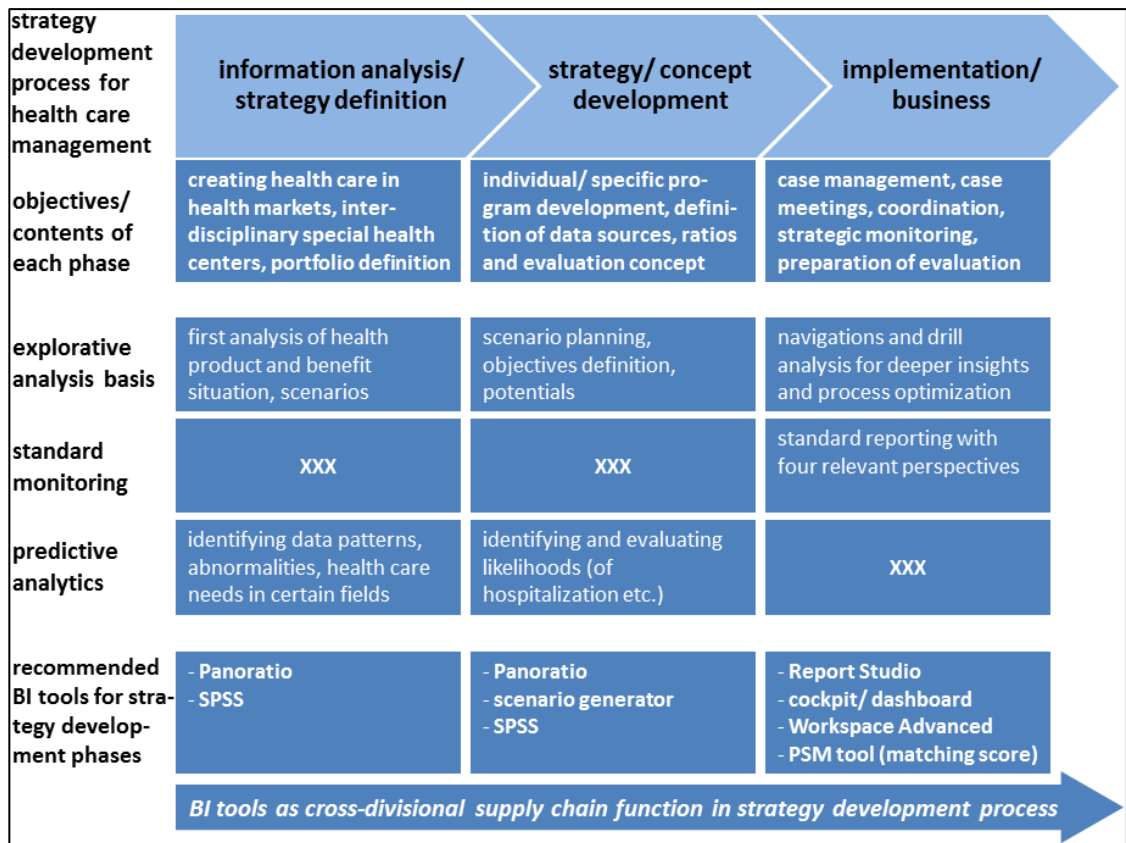 strategy
development
process for
health care
management
information analysis/
strategy definition
strategy/ concept
development
implementation/
business
objectives/
contents of
each phase
creating health care in
health markets, inter-
disciplinary special health
centers, portfolio definition
individual/ specific pro-
gram development, defini-
tion of data sources, ratios
and evaluation concept
case management, case
meetings, coordination,
strategic monitoring,
preparation of evaluation
explorative
analysis basis
first analysis of health
product and benefit
situation, scenarios
scenario planning,
objectives definition,
potentials
navigations and drill
analysis for deeper insights
and process optimization
standard
monitoring
XXX
XXX
standard reporting with
four relevant perspectives
predictive
analytics
identifying data patterns,
abnormalities, health care
needs in certain fields
identifying and evaluating
likelihoods (of
hospitalization etc.)
XXX
recommended
BI tools for stra-
tegy develop-
ment phases
- Panoratio
- SPSS
- Panoratio
- scenario generator
- SPSS
- Report Studio
- cockpit/ dashboard
- Workspace Advanced
- PSM tool (matching score)
BI tools as cross-divisional supply chain function in strategy development process